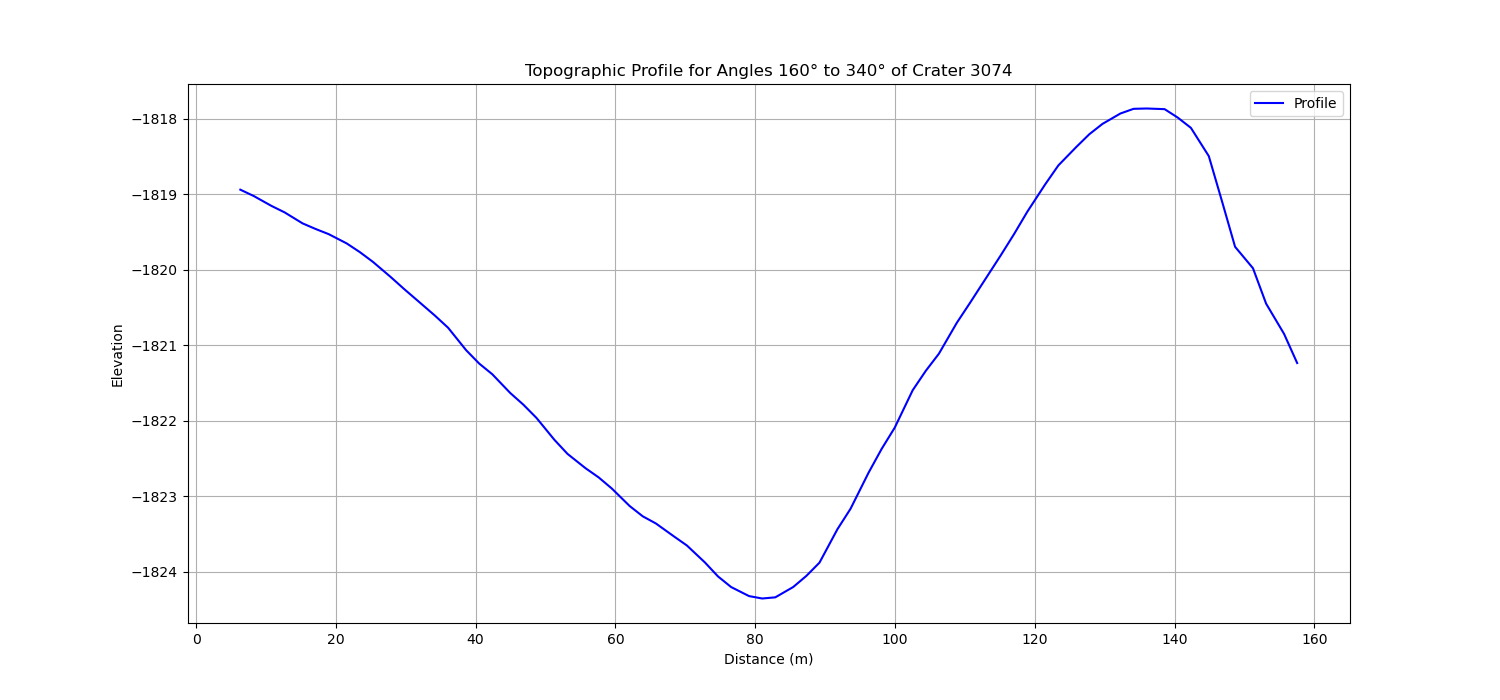 Topographic Profile for Angles 160° to 340° of Crater 3074
Profile
−1818
−1819
−1820
−1821
−1822
−1823
−1824
Elevation
0 20 40 60 80 100 120 140 160
Distance (m)